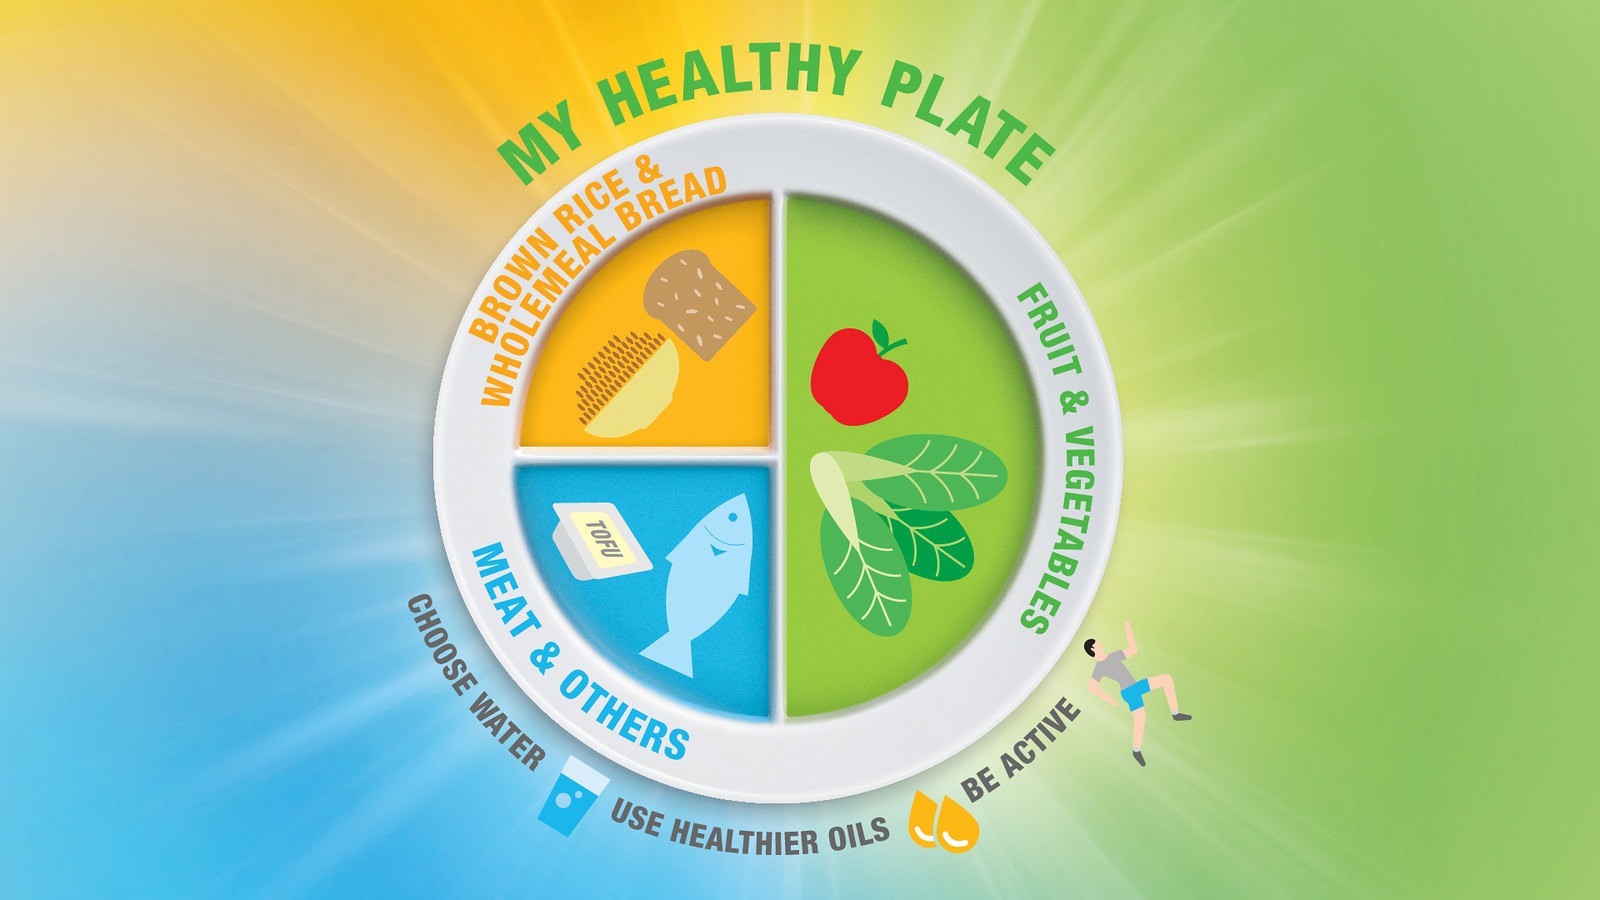 MY HEALTHY PLATE
BROWN RICE &
WHOLEMEAL BREAD
FRUIT & VEGETABLES
TOFU
MEAT & OTHERS
CHOOSE WATER
USE HEALTHIER OILS
BE ACTIVE